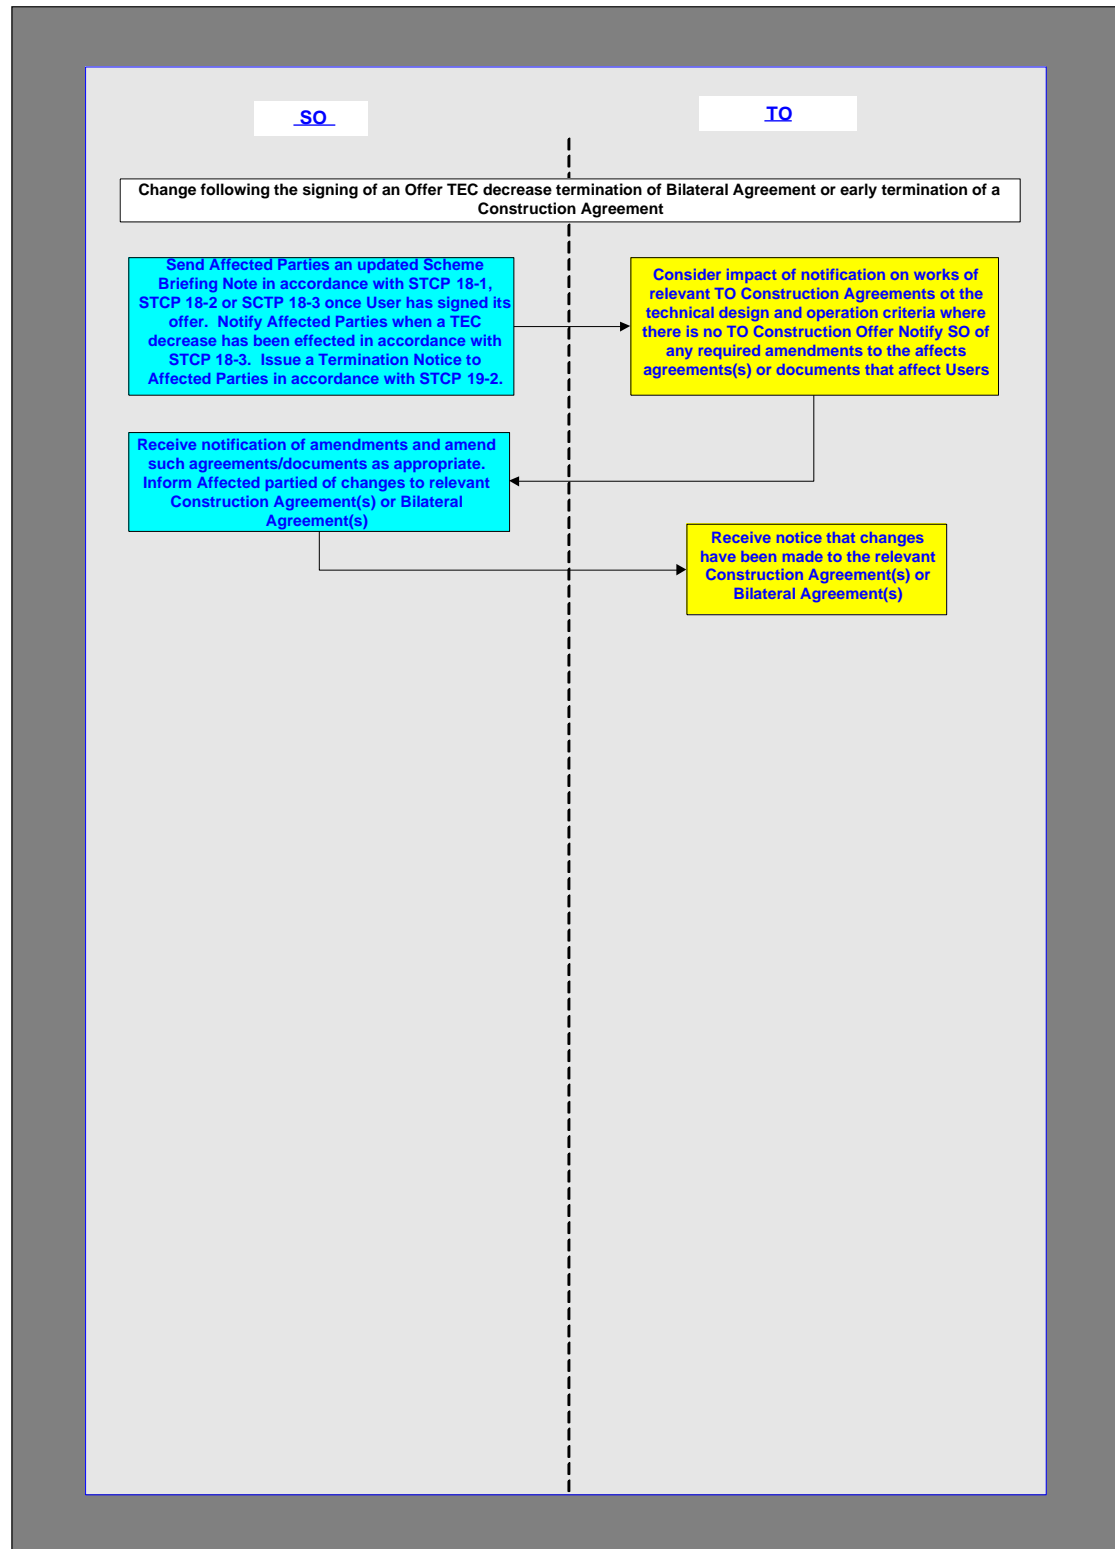 SO
TO
Change following the signing of an Offer TEC decrease termination of Bilateral Agreement or early termination of a
Construction Agreement
Send Affected Parties an updated Scheme
Briefing Note in accordance with STCP 18-1,
STCP 18-2 or SCTP 18-3 once User has signed its
offer.  Notify Affected Parties when a TEC
decrease has been effected in accordance with
STCP 18-3.  Issue a Termination Notice to
Affected Parties in accordance with STCP 19-2.
Consider impact of notification on works of
relevant TO Construction Agreements ot the
technical design and operation criteria where
there is no TO Construction Offer Notify SO of
any required amendments to the affects
agreements(s) or documents that affect Users
Receive notification of amendments and amend
such agreements/documents as appropriate.
Inform Affected partied of changes to relevant
Construction Agreement(s) or Bilateral
Agreement(s)
Receive notice that changes
have been made to the relevant
Construction Agreement(s) or
Bilateral Agreement(s)